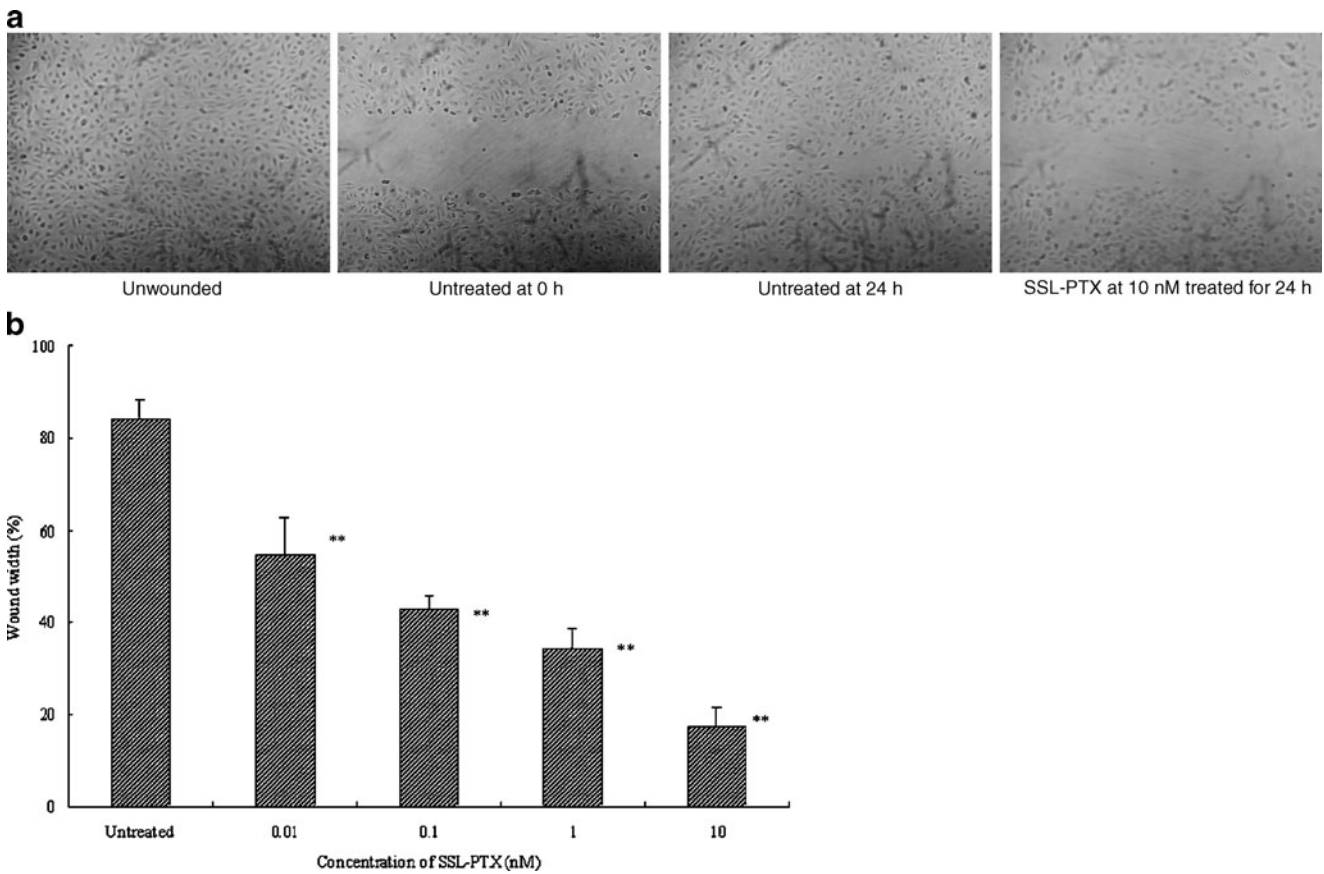 a
Unwounded
Untreated at 0 h
Untreated at 24 h
SSL-PTX at 10 nM treated for 24 h
b
Wound width (%)
100
80
60
40
20
0
**
**
**
**
Untreated
0.01
0.1
1
10
Concentration of SSL-PTX (nM)